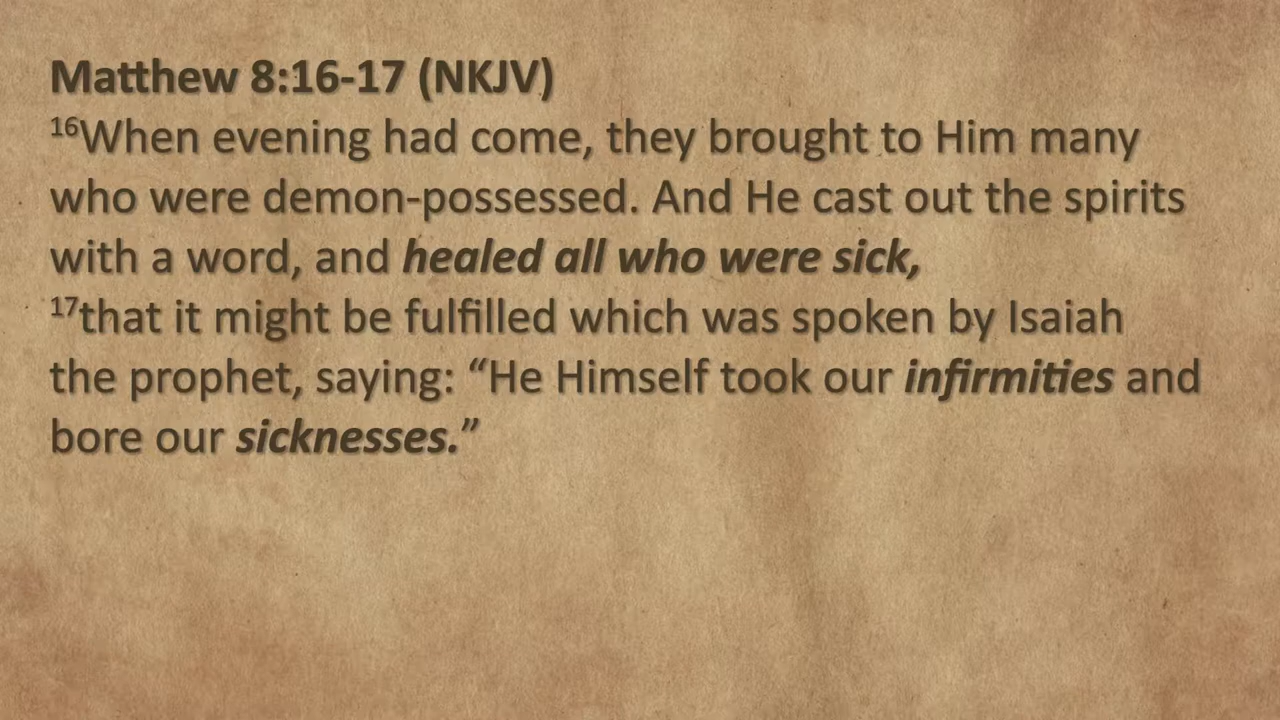 Matthew 8:16-17 (NKJV)
16When evening had come, they brought to Him many
who were demon-possessed. And He cast out the spirits
with a word, and healed all who were sick,
17that it might be fulfilled which was spoken by Isaiah
the prophet, saying: “He Himself took our infirmities and
bore our sicknesses.”